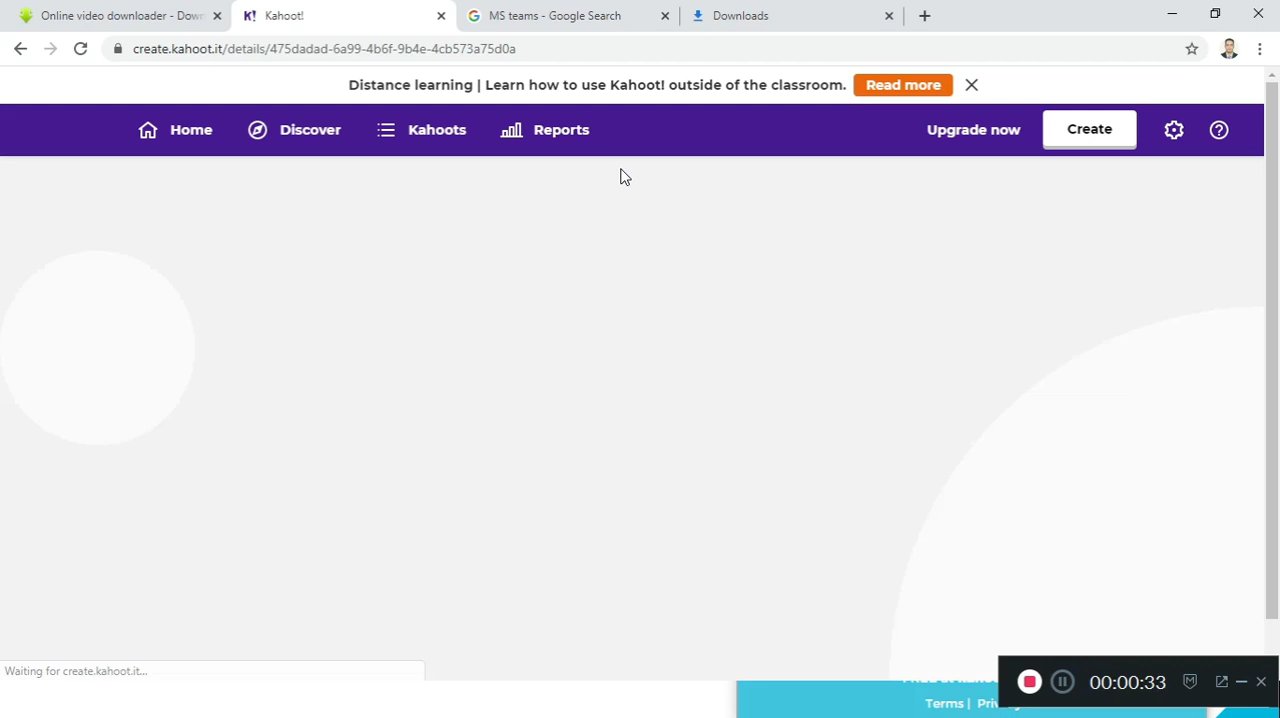 Online video downloader - Down
K! Kahoot!
MS teams - Google Search
Downloads
create.kahoot.it/details/475dadad-6a99-4b6f-9b4e-4cb573a75d0a
Distance learning | Learn how to use Kahoot! outside of the classroom. Read more
Home Discover Kahoots Reports Upgrade now Create
Waiting for create.kahoot.it...
00:00:33
Terms |